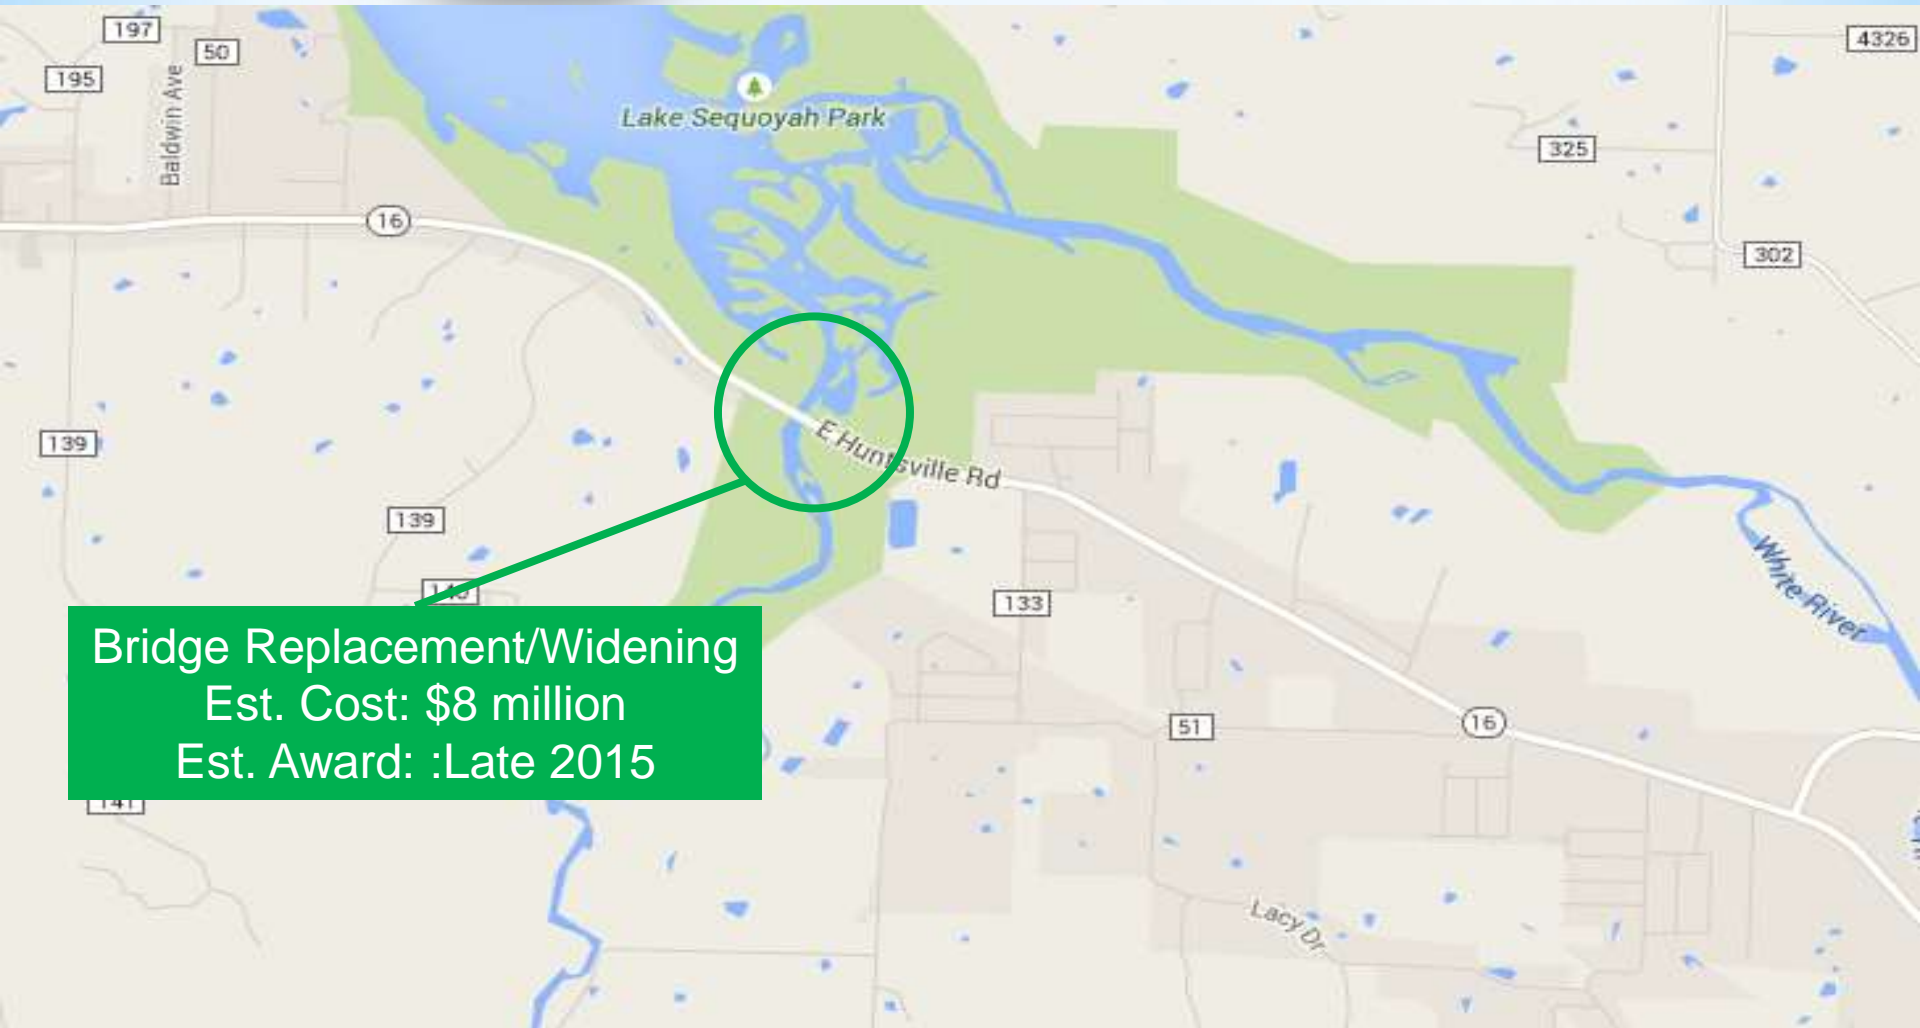 197
50
4326
195
Baldwin Ave
Lake Sequoyah Park
325
16
302
E Huntsville Rd
139
139
White River
133
Bridge Replacement/Widening
Est. Cost: $8 million
Est. Award: :Late 2015
51
16
141
Lacy Dr